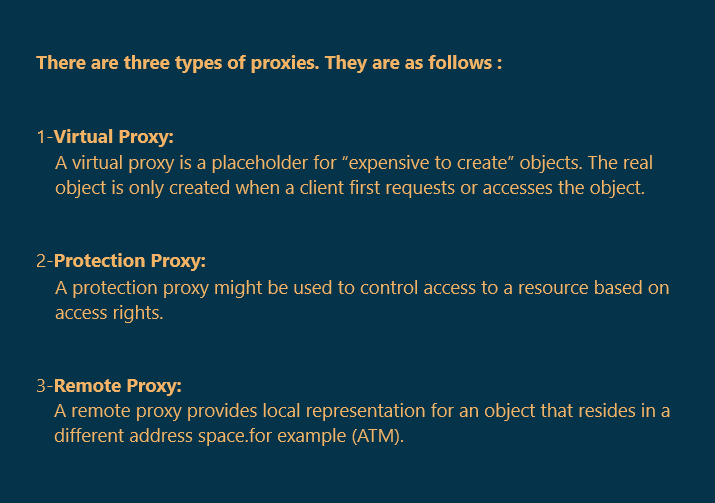 There are three types of proxies. They are as follows :
1-Virtual Proxy:
A virtual proxy is a placeholder for “expensive to create” objects. The real
object is only created when a client first requests or accesses the object.
2-Protection Proxy:
A protection proxy might be used to control access to a resource based on
access rights.
3-Remote Proxy:
A remote proxy provides local representation for an object that resides in a
different address space.for example (ATM).